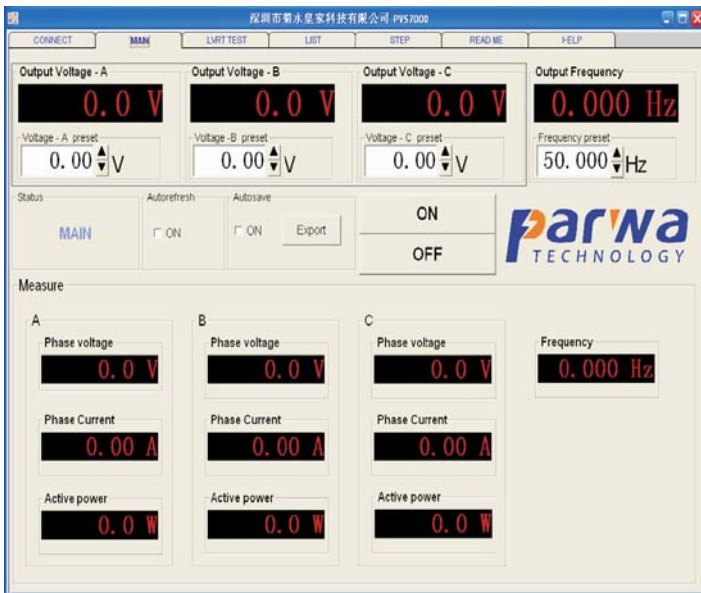 深圳市菊水皇家科技有限公司-PVS7000
CONNECT MAIN LVRT TEST LIST STEP READ ME HELP
Output Voltage - A Output Voltage - B Output Voltage - C Output Frequency
0.0 V 0.0 V 0.0 V 0.000 Hz
Voltage - A preset Voltage -B preset Voltage - C preset Frequency preset
0.00 V 0.00 V 0.00 V 50.000 Hz
Status Autorefresh Autosave
MAIN ON ON Export
ON
OFF
parwa
TECHNOLOGY
Measure
A B C
Phase voltage Phase voltage Phase voltage Frequency
0.0 V 0.0 V 0.0 V 0.000 Hz
Phase Current Phase Current Phase Current
0.00 A 0.00 A 0.00 A
Active power Active power Active power
0.0 W 0.0 W 0.0 W